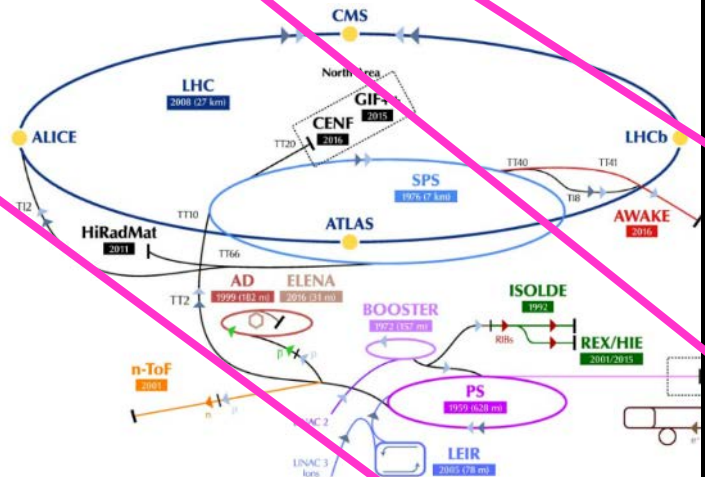 CMS
North Area
LHC
2008 (27 km)
GIF++
2015
CENF
2016
ALICE
LHCb
TT20
TT40
TT41
SPS
1976 (7 km)
TI8
TI2
TT10
ATLAS
AWAKE
2016
HiRadMat
2011
TT66
AD
1999 (182 m)
ELENA
2016 (31 m)
TT2
BOOSTER
1972 (157 m)
ISOLDE
1992
p
p
RIBs
REX/HIE
2001/2015
n-ToF
2001
n
p
PS
1959 (628 m)
LINAC 2
LEIR
2005 (78 m)
LINAC 3
Ions
e-